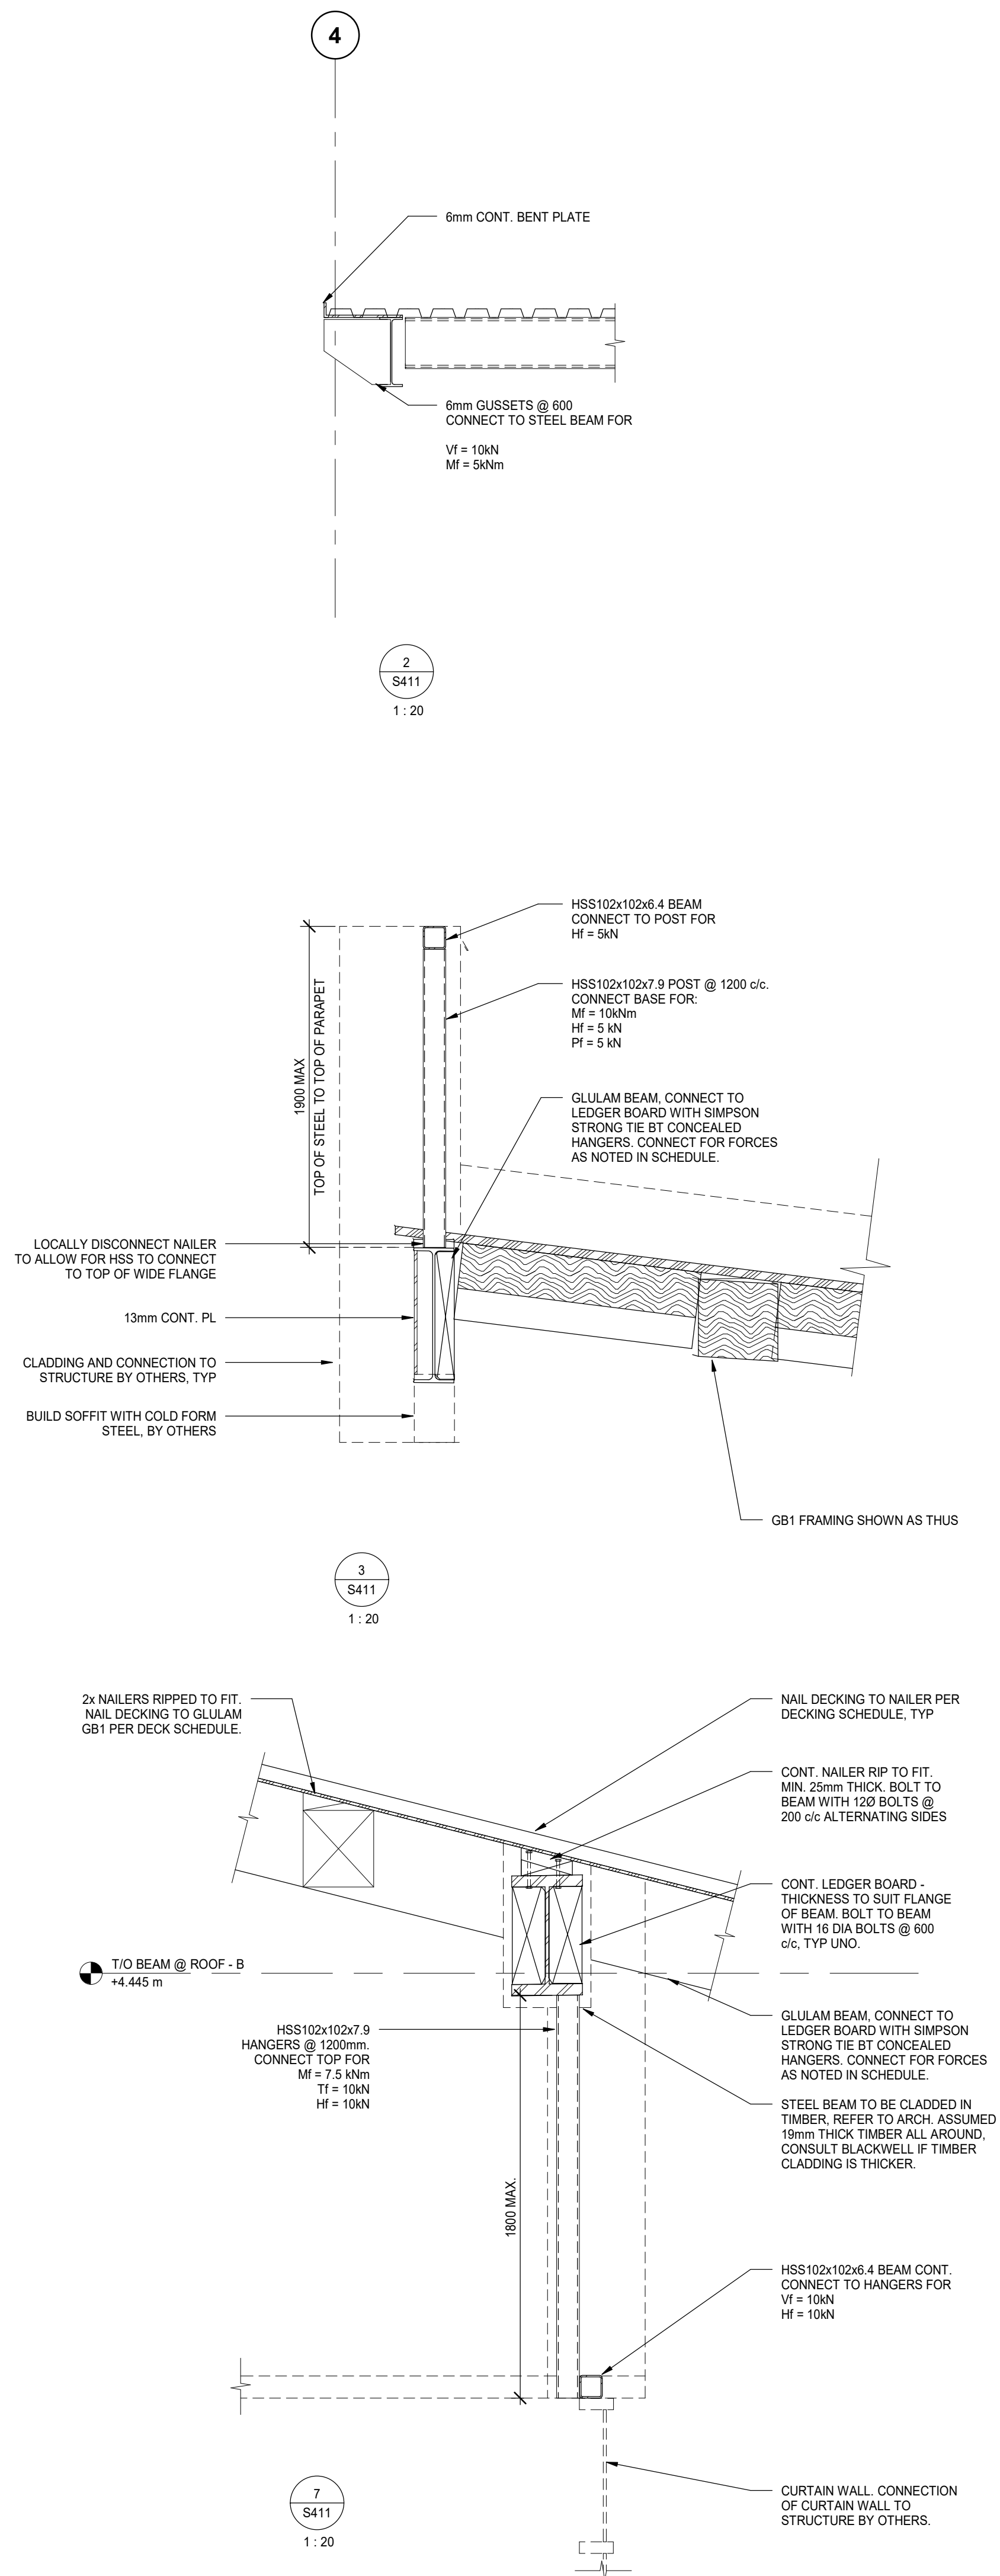 4
6mm CONT. BENT PLATE
6mm GUSSETS @ 600
CONNECT TO STEEL BEAM FOR
Vf = 10kN
Mf = 5kNm
2
S411
1 : 20
HSS102x102x6.4 BEAM
CONNECT TO POST FOR
Hf = 5kN
HSS102x102x7.9 POST @ 1200 c/c.
CONNECT BASE FOR:
Mf = 10kNm
Hf = 5 kN
Pf = 5 kN
1900 MAX
TOP OF STEEL TO TOP OF PARAPET
GLULAM BEAM, CONNECT TO
LEDGER BOARD WITH SIMPSON
STRONG TIE BT CONCEALED
HANGERS. CONNECT FOR FORCES
AS NOTED IN SCHEDULE.
LOCALLY DISCONNECT NAILER
TO ALLOW FOR HSS TO CONNECT
TO TOP OF WIDE FLANGE
13mm CONT. PL
CLADDING AND CONNECTION TO
STRUCTURE BY OTHERS, TYP
BUILD SOFFIT WITH COLD FORM
STEEL, BY OTHERS
GB1 FRAMING SHOWN AS THUS
3
S411
1 : 20
2x NAILERS RIPPED TO FIT.
NAIL DECKING TO GLULAM
GB1 PER DECK SCHEDULE.
NAIL DECKING TO NAILER PER
DECKING SCHEDULE, TYP
CONT. NAILER RIP TO FIT.
MIN. 25mm THICK. BOLT TO
BEAM WITH 12Ø BOLTS @
200 c/c ALTERNATING SIDES
CONT. LEDGER BOARD -
THICKNESS TO SUIT FLANGE
OF BEAM. BOLT TO BEAM
WITH 16 DIA BOLTS @ 600
c/c, TYP UNO.
T/O BEAM @ ROOF - B
+4.445 m
GLULAM BEAM, CONNECT TO
LEDGER BOARD WITH SIMPSON
STRONG TIE BT CONCEALED
HANGERS. CONNECT FOR FORCES
AS NOTED IN SCHEDULE.
HSS102x102x7.9
HANGERS @ 1200mm.
CONNECT TOP FOR
Mf = 7.5 kNm
Tf = 10kN
Hf = 10kN
STEEL BEAM TO BE CLADDED IN
TIMBER, REFER TO ARCH. ASSUMED
19mm THICK TIMBER ALL AROUND,
CONSULT BLACKWELL IF TIMBER
CLADDING IS THICKER.
1800 MAX.
HSS102x102x6.4 BEAM CONT.
CONNECT TO HANGERS FOR
Vf = 10kN
Hf = 10kN
CURTAIN WALL. CONNECTION
OF CURTAIN WALL TO
STRUCTURE BY OTHERS.
7
S411
1 : 20